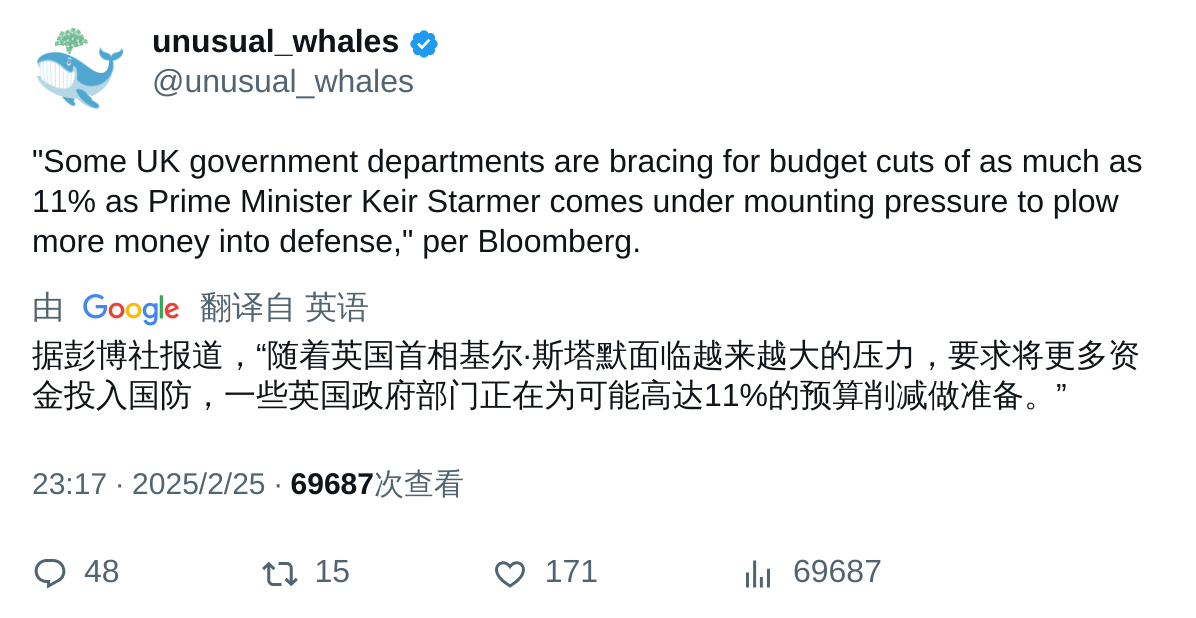 unusual_whales
@unusual_whales
"Some UK government departments are bracing for budget cuts of as much as
11% as Prime Minister Keir Starmer comes under mounting pressure to plow
more money into defense," per Bloomberg.
由 Google 翻译自 英语
据彭博社报道，“随着英国首相基尔·斯塔默面临越来越大的压力，要求将更多资
金投入国防，一些英国政府部门正在为可能高达11%的预算削减做准备。”
23:17 · 2025/2/25 · 69687次查看
48 15 171 69687